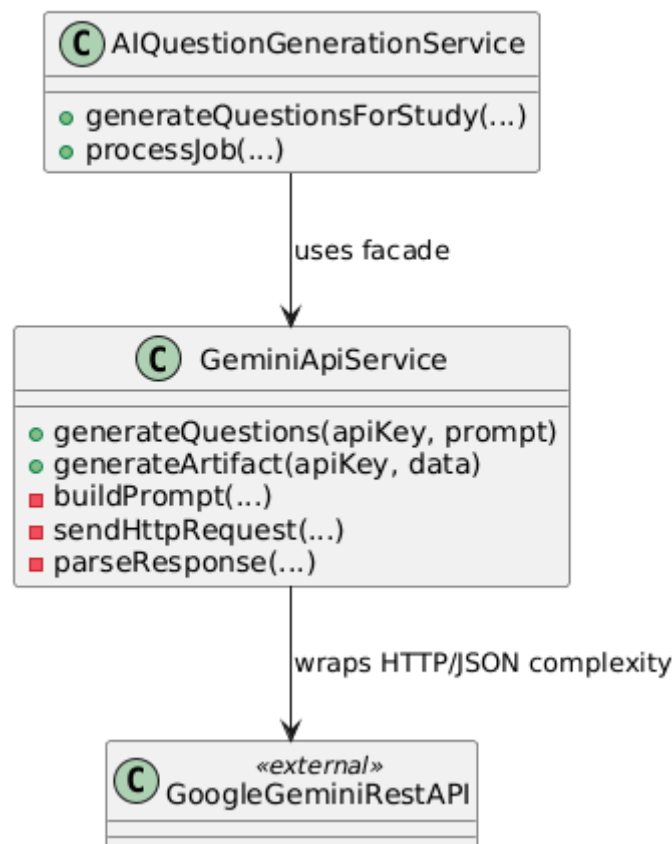 C AIQuestionGenerationService
generateQuestionsForStudy(...)
processJob(...)
uses facade
C GeminiApiService
generateQuestions(apiKey, prompt)
generateArtifact(apiKey, data)
buildPrompt(...)
sendHttpRequest(...)
parseResponse(...)
wraps HTTP/JSON complexity
«external»
C GoogleGeminiRestAPI